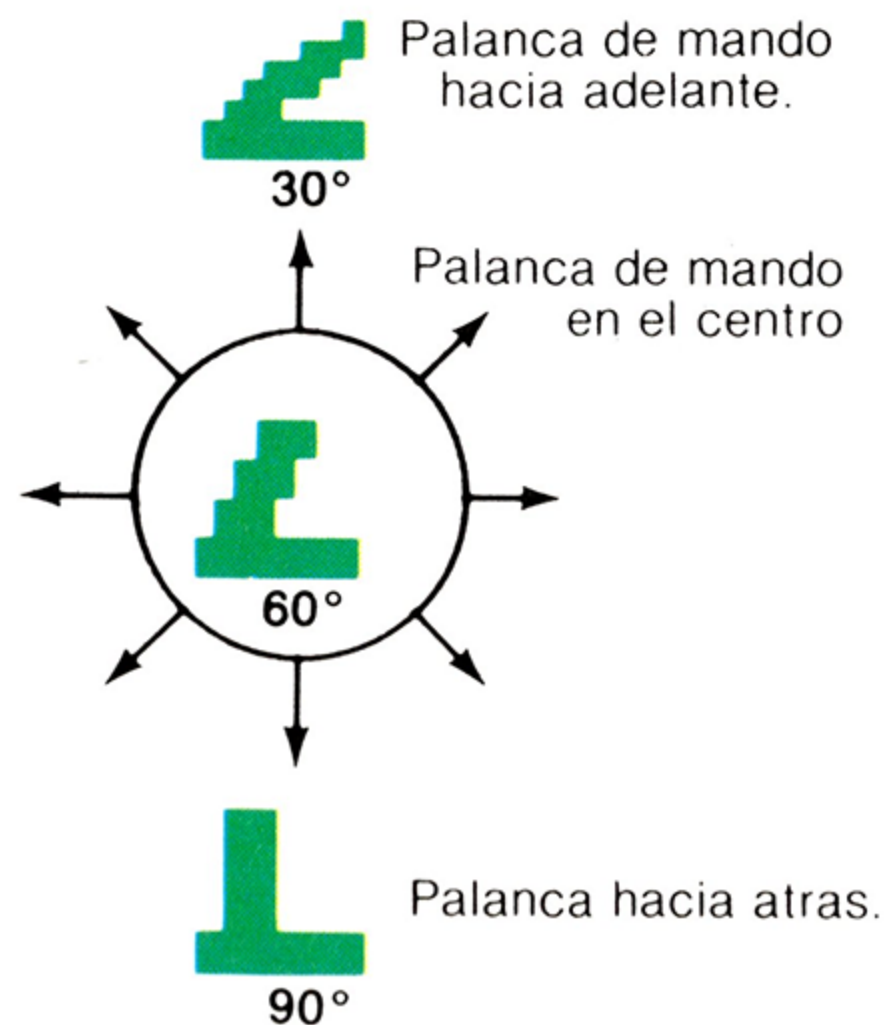 Palanca de mando
hacia adelante.
30°
Palanca de mando
en el centro
60°
Palanca hacia atras.
90°